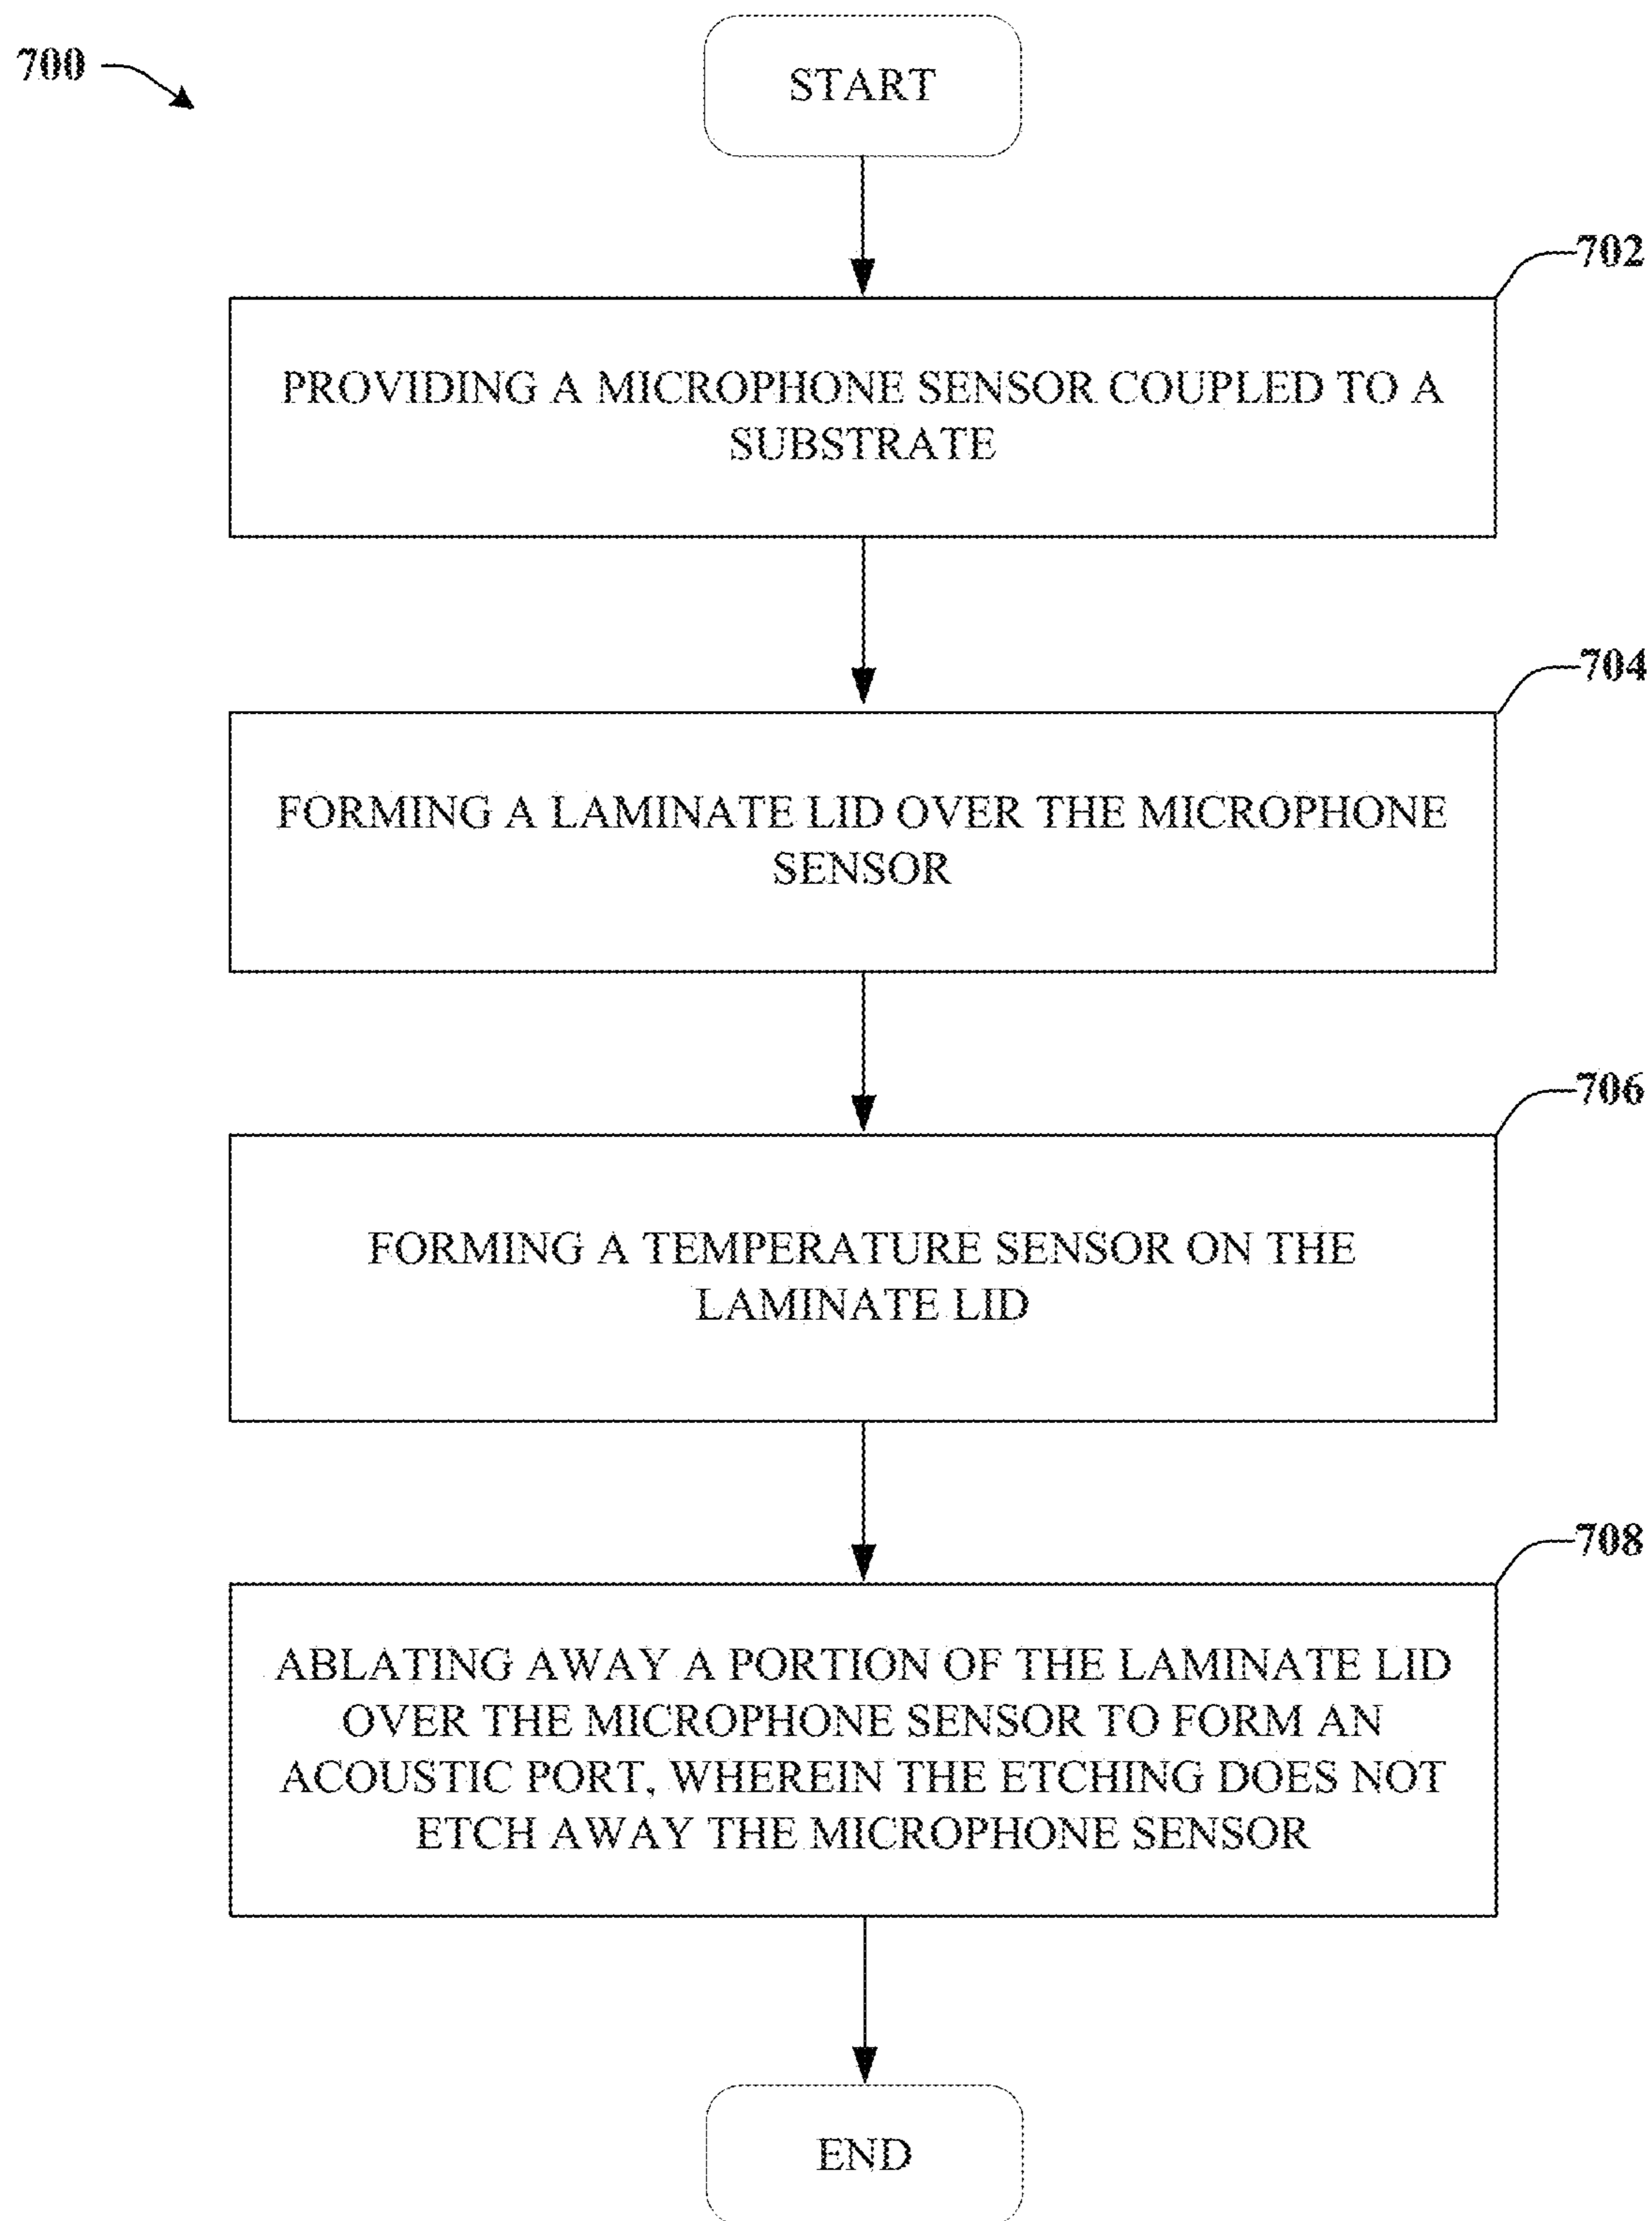 700
START
702
PROVIDING A MICROPHONE SENSOR COUPLED TO A
SUBSTRATE
704
FORMING A LAMINATE LID OVER THE MICROPHONE
SENSOR
706
FORMING A TEMPERATURE SENSOR ON THE
LAMINATE LID
708
ABLATING AWAY A PORTION OF THE LAMINATE LID
OVER THE MICROPHONE SENSOR TO FORM AN
ACOUSTIC PORT, WHEREIN THE ETCHING DOES NOT
ETCH AWAY THE MICROPHONE SENSOR
END